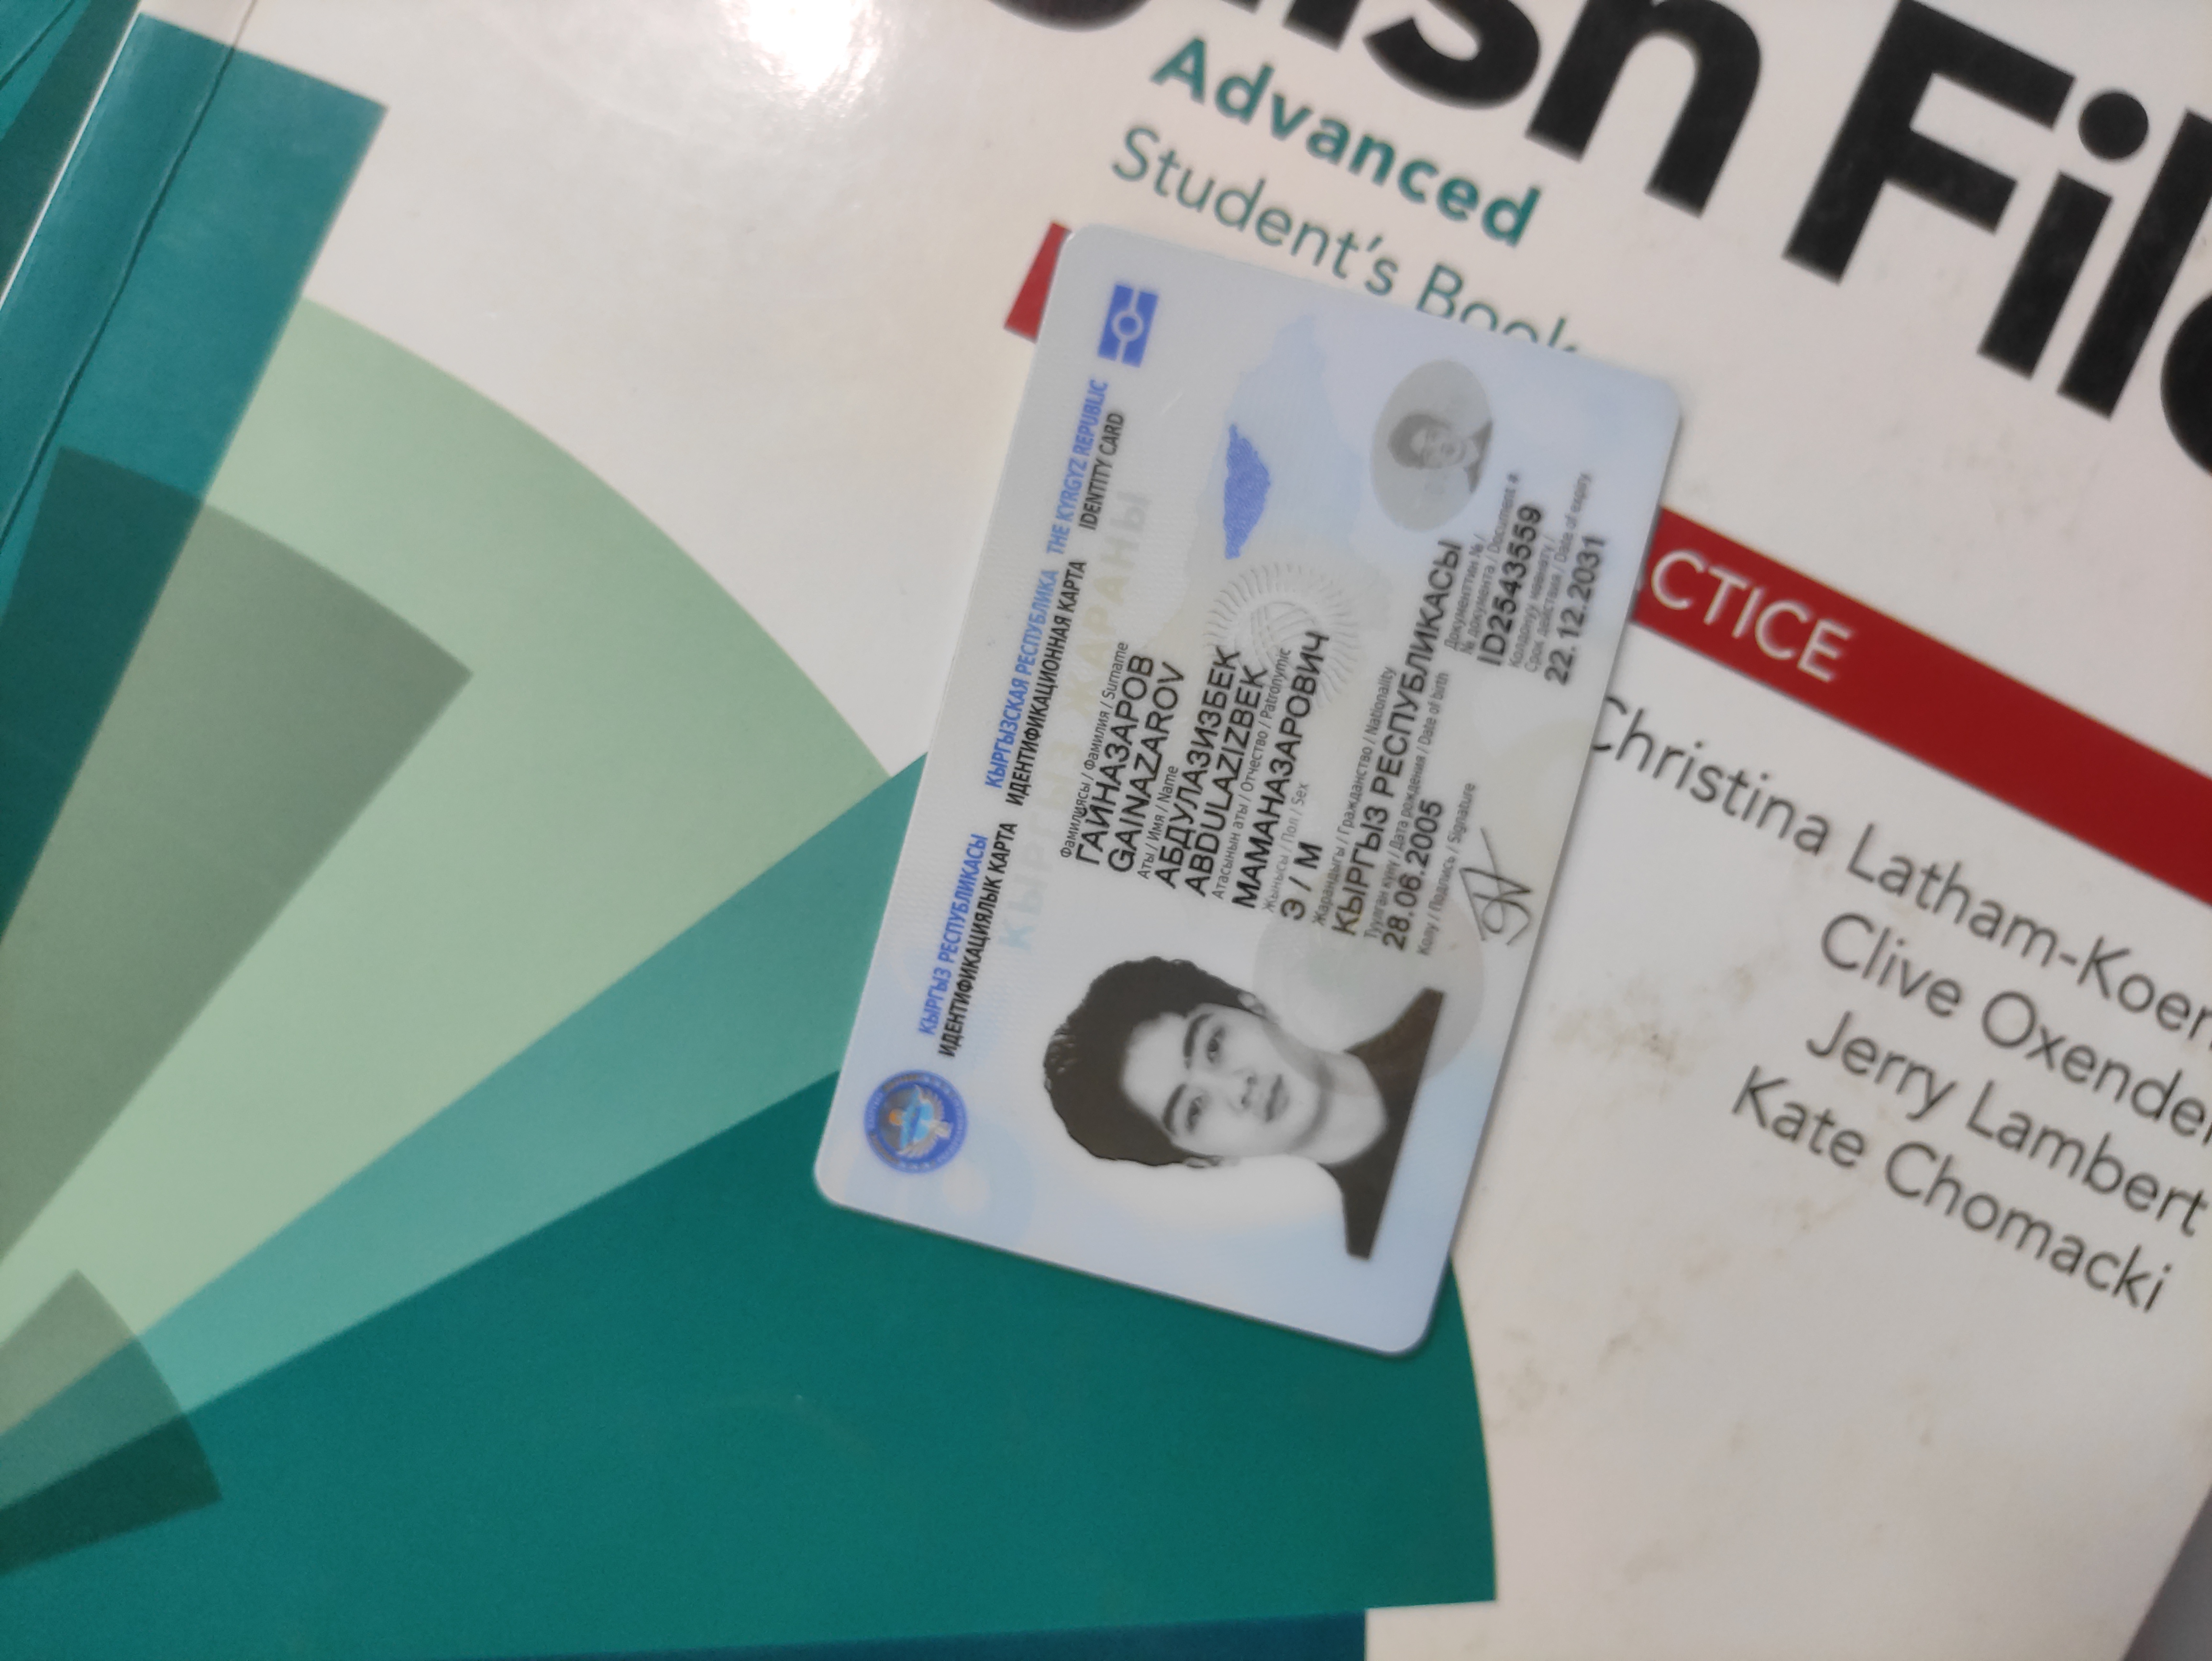 Advanced
Student's Book
CTICE
Christina Latham-Koen
Clive Oxenden
Jerry Lambert
Kate Chomacki
КЫРГЫЗ РЕСПУБЛИКАСЫ КЫРГЫЗСКАЯ РЕСПУБЛИКА THE KYRGYZ REPUBLIC
ИДЕНТИФИКАЦИЯЛЫК КАРТА ИДЕНТИФИКАЦИОННАЯ КАРТА IDENTITY CARD
КЫРГЫЗ ЖАРАНЫ
Фамилиясы / Фамилия / Surname
ГАЙНАЗАРОВ
GAINAZAROV
Аты / Имя / Name
АБДУЛАЗИЗБЕК
ABDULAZIZBEK
Атасынын аты / Отчество / Patronymic
МАМАНАЗАРОВИЧ
Жынысы / Пол / Sex
Э / М
Жарандыгы / Гражданство / Nationality
КЫРГЫЗ РЕСПУБЛИКАСЫ
Туулган күнү / Дата рождения / Date of birth
28.06.2005
Колу / Подпись / Signature
Документтин № /
№ документа / Document #
ID2543559
Колдонуу мөөнөтү /
Срок действия / Date of expiry
22.12.2031